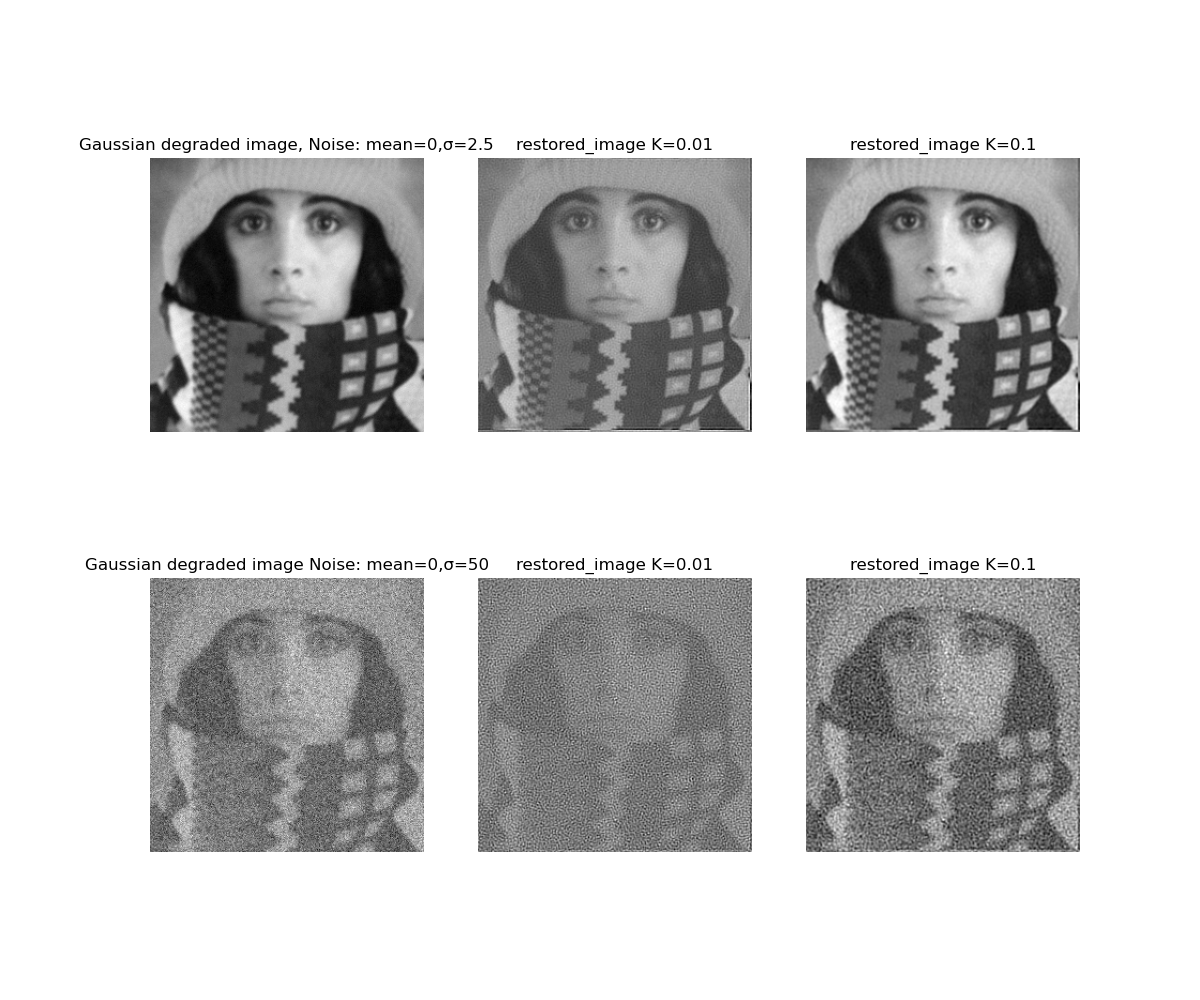 Gaussian degraded image, Noise: mean=0,σ=2.5
restored_image K=0.01
restored_image K=0.1
Gaussian degraded image Noise: mean=0,σ=50
restored_image K=0.01
restored_image K=0.1